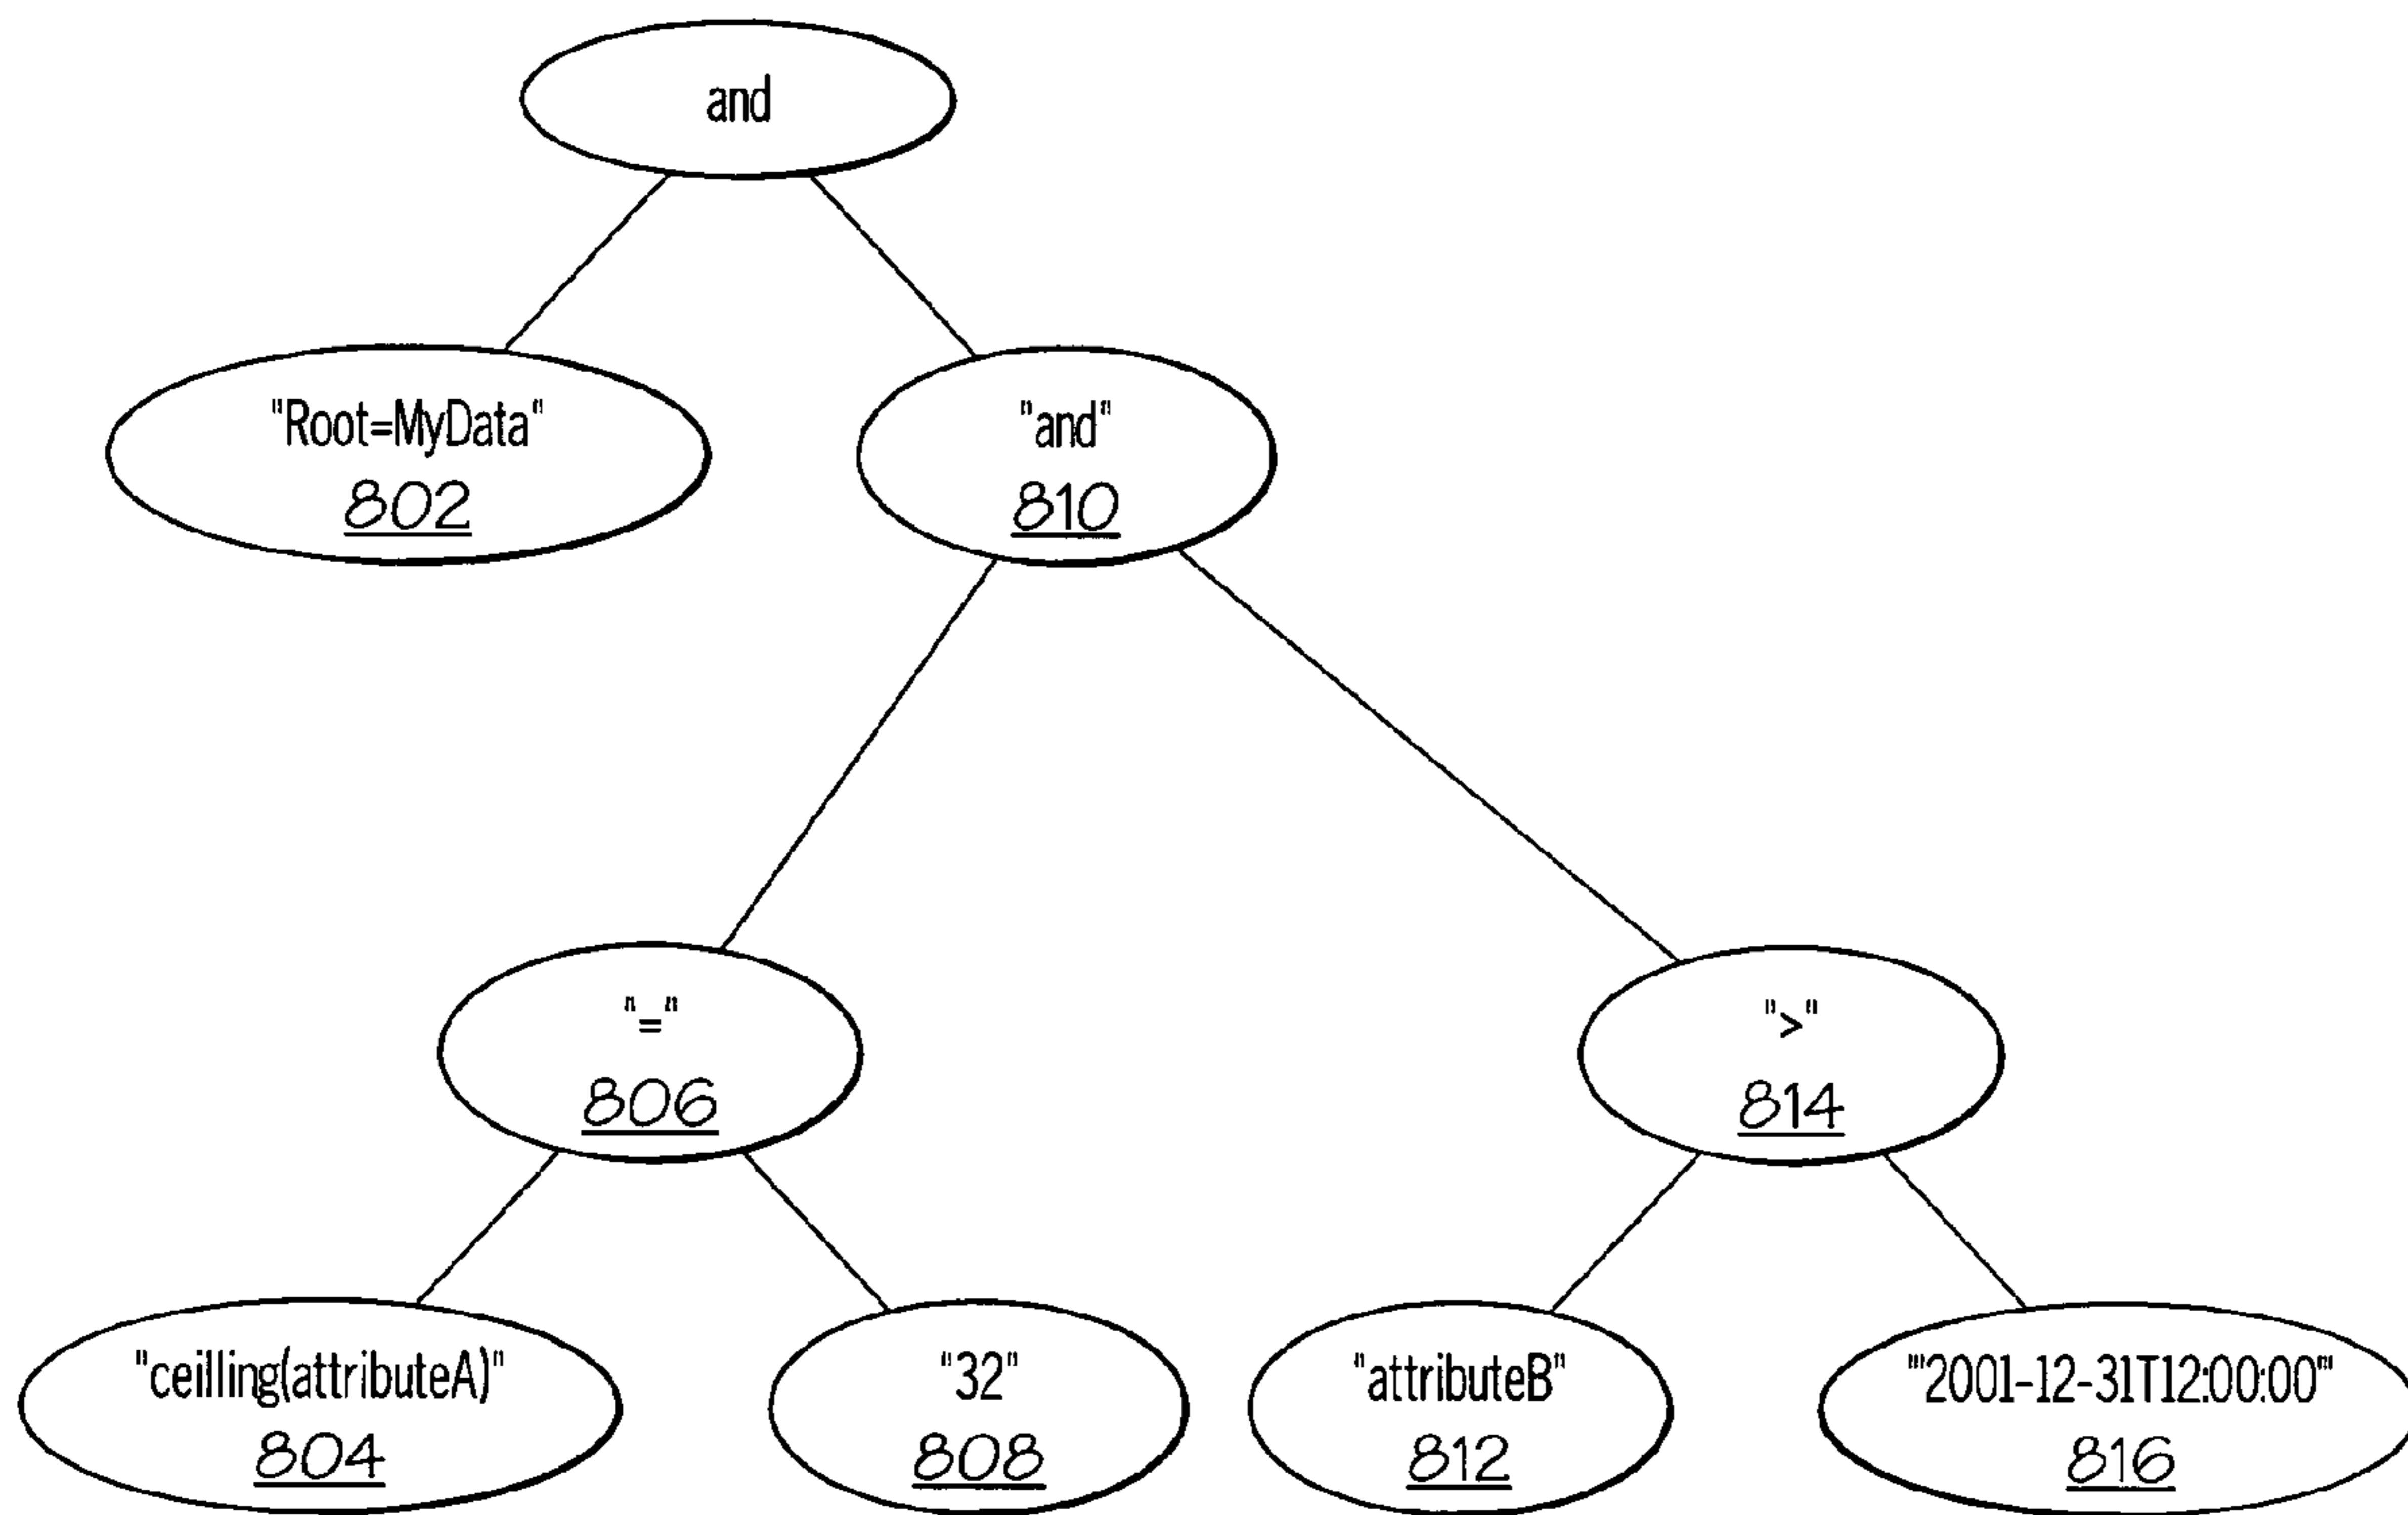 and
"Root=MyData"
802
"and"
810
"="
806
">"
814
"ceilling(attributeA)"
804
"32"
808
"attributeB"
812
"'2001-12-31T12:00:00'"
816